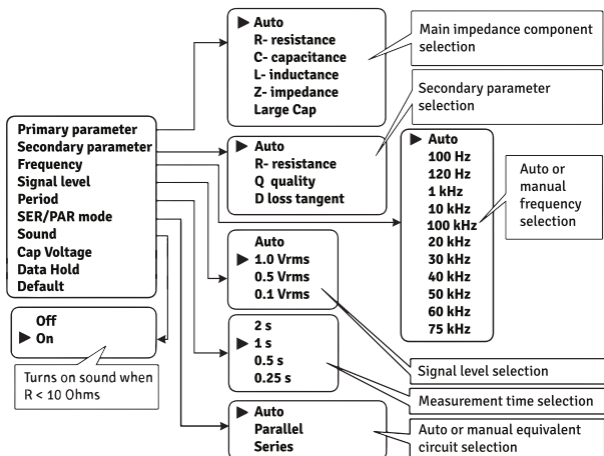 Primary parameter
Secondary parameter
Frequency
Signal level
Period
SER/PAR mode
Sound
Cap Voltage
Data Hold
Default
Auto
R- resistance
C- capacitance
L- inductance
Z- impedance
Large Cap
Main impedance component
selection
Auto
R- resistance
Q quality
D loss tangent
Secondary parameter
selection
Auto
100 Hz
120 Hz
1 kHz
10 kHz
100 kHz
20 kHz
30 kHz
40 kHz
50 kHz
60 kHz
75 kHz
Auto or
manual
frequency
selection
Auto
1.0 Vrms
0.5 Vrms
0.1 Vrms
Signal level selection
2 s
1 s
0.5 s
0.25 s
Measurement time selection
Auto
Parallel
Series
Auto or manual equivalent
circuit selection
Off
On
Turns on sound when
R < 10 Ohms